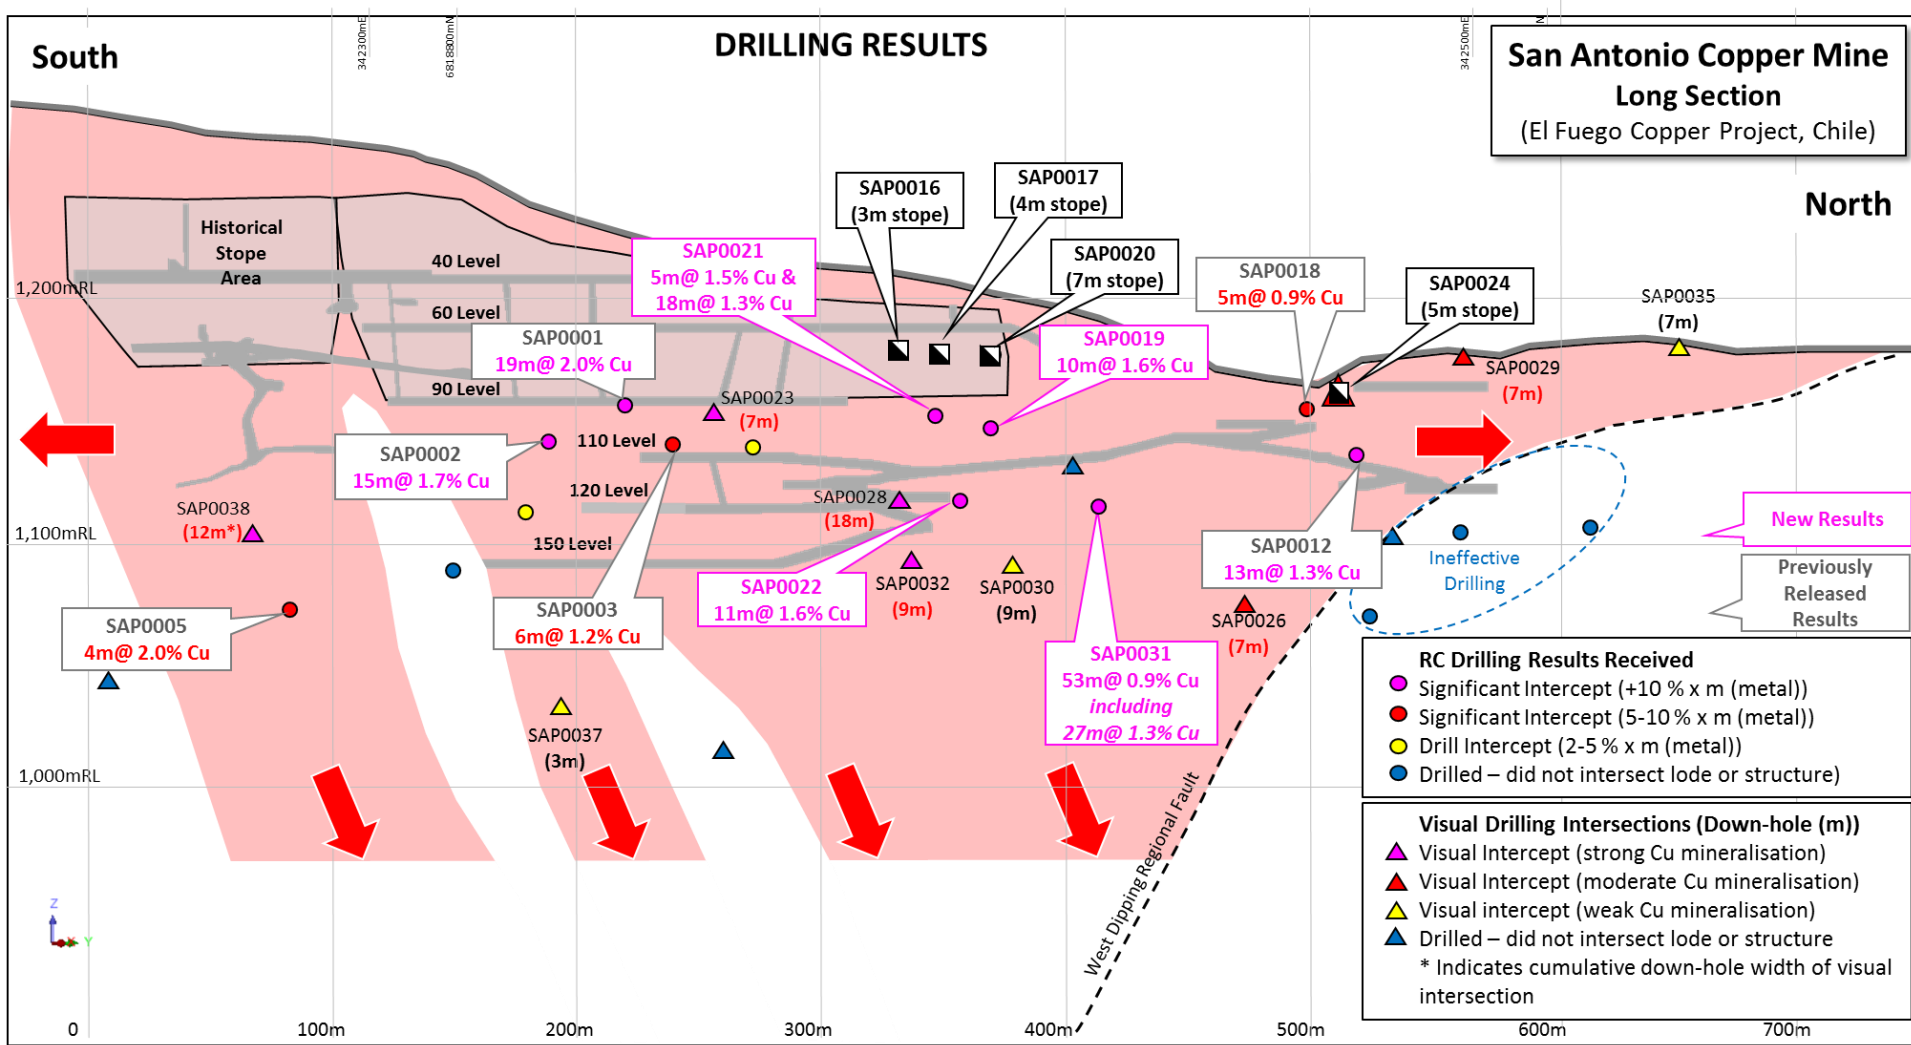 342300mE
6818800mN
342500mE
N
South
DRILLING RESULTS
San Antonio Copper Mine
Long Section
(El Fuego Copper Project, Chile)
North
Historical
Stope
Area
40 Level
60 Level
90 Level
110 Level
120 Level
150 Level
1,200mRL
1,100mRL
1,000mRL
SAP0016
(3m stope)
SAP0017
(4m stope)
SAP0020
(7m stope)
SAP0021
5m@ 1.5% Cu &
18m@ 1.3% Cu
SAP0018
5m@ 0.9% Cu
SAP0024
(5m stope)
SAP0035
(7m)
SAP0001
19m@ 2.0% Cu
SAP0019
10m@ 1.6% Cu
SAP0029
(7m)
SAP0023
(7m)
SAP0002
15m@ 1.7% Cu
SAP0038
(12m*)
SAP0028
(18m)
SAP0012
13m@ 1.3% Cu
Ineffective
Drilling
New Results
Previously
Released
Results
SAP0005
4m@ 2.0% Cu
SAP0003
6m@ 1.2% Cu
SAP0022
11m@ 1.6% Cu
SAP0032
(9m)
SAP0030
(9m)
SAP0026
(7m)
SAP0031
53m@ 0.9% Cu
including
27m@ 1.3% Cu
SAP0037
(3m)
West Dipping Regional Fault
RC Drilling Results Received
Significant Intercept (+10 % x m (metal))
Significant Intercept (5-10 % x m (metal))
Drill Intercept (2-5 % x m (metal))
Drilled – did not intersect lode or structure)
Visual Drilling Intersections (Down-hole (m))
Visual Intercept (strong Cu mineralisation)
Visual Intercept (moderate Cu mineralisation)
Visual intercept (weak Cu mineralisation)
Drilled – did not intersect lode or structure
* Indicates cumulative down-hole width of visual
intersection
Z
X Y
0
100m
200m
300m
400m
500m
600m
700m